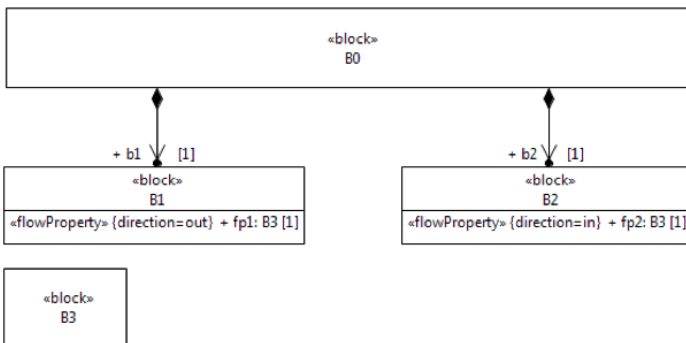 «block»
B0
+ b1 [1]
+ b2 [1]
«block»
B1
«flowProperty» {direction=out} + fp1: B3 [1]
«block»
B2
«flowProperty» {direction=in} + fp2: B3 [1]
«block»
B3